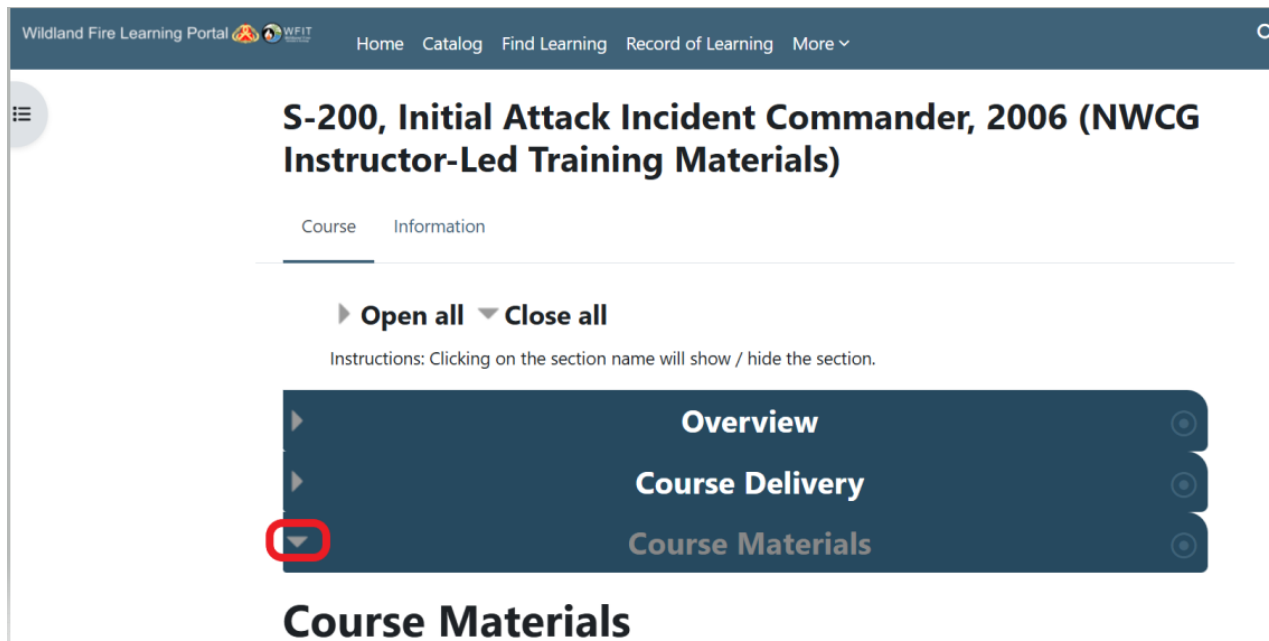 Wildland Fire Learning Portal WFIT
Home Catalog Find Learning Record of Learning More
S-200, Initial Attack Incident Commander, 2006 (NWCG
Instructor-Led Training Materials)
Course Information
Open all Close all
Instructions: Clicking on the section name will show / hide the section.
Overview
Course Delivery
Course Materials
Course Materials